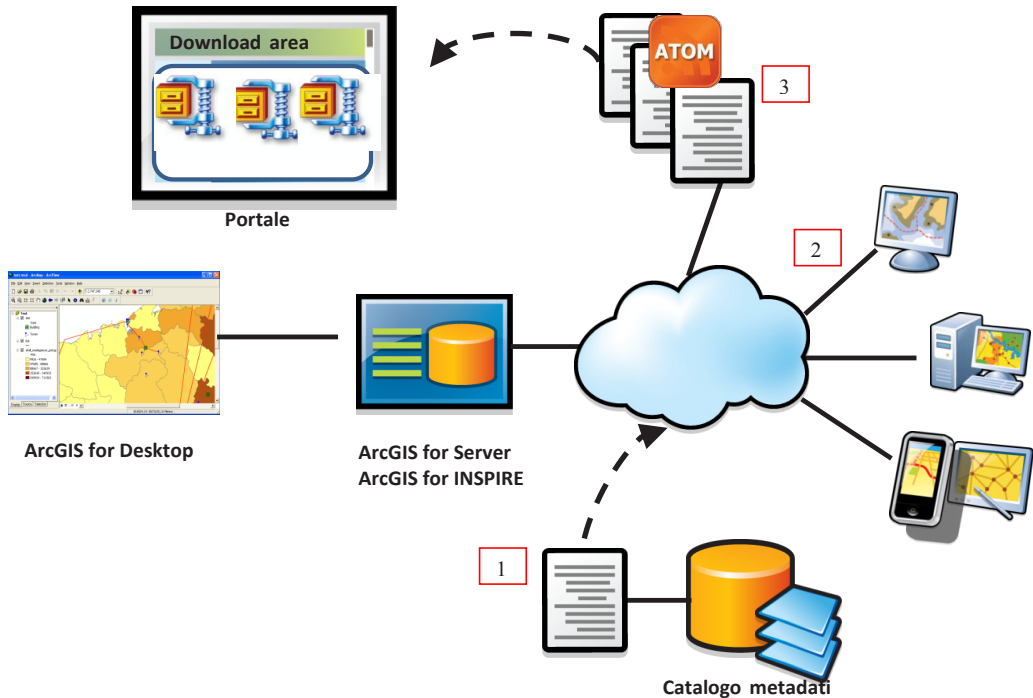 Download area
ATOM
3
Portale
2
ArcGIS for Desktop
ArcGIS for Server
ArcGIS for INSPIRE
1
Catalogo metadati